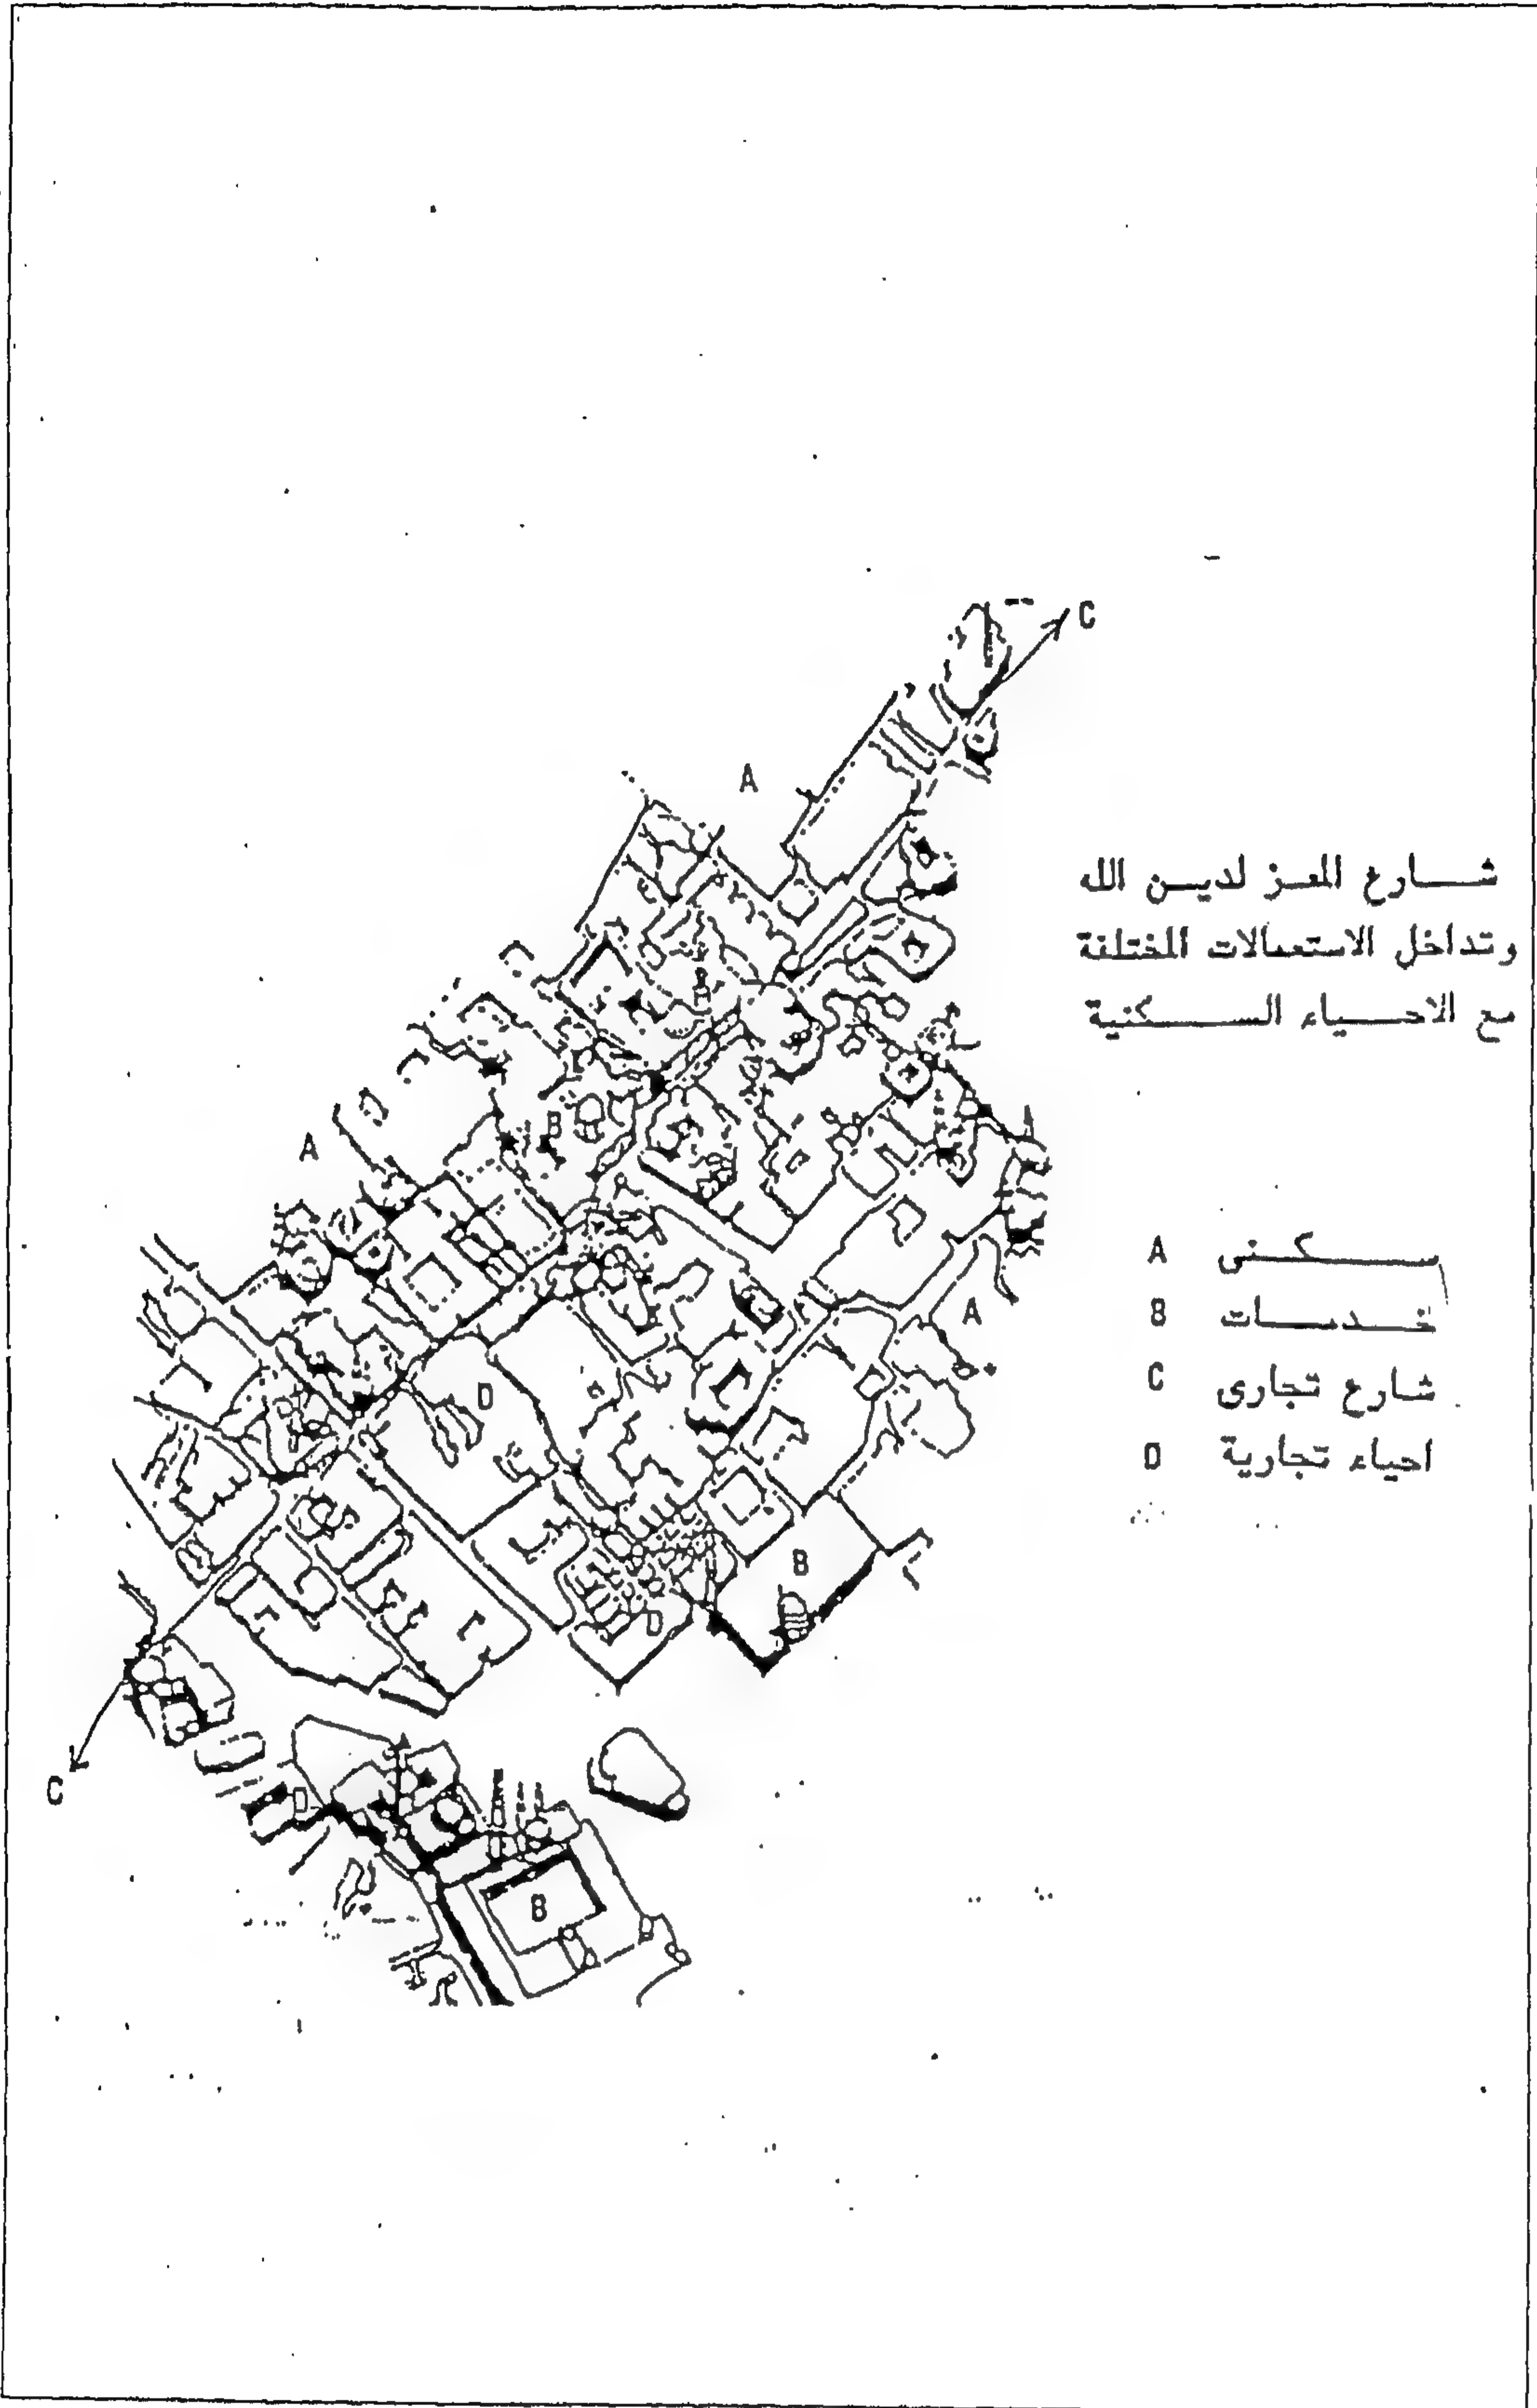 شارع المعز لدين الله
وتداخل الاستعمالات المختلفة
مع الاحياء السكنية
A سكنى
B خدمات
C شارع تجارى
D احياء تجارية
C
A
B
A
B
A
A
D
D
B
D
C
D
B